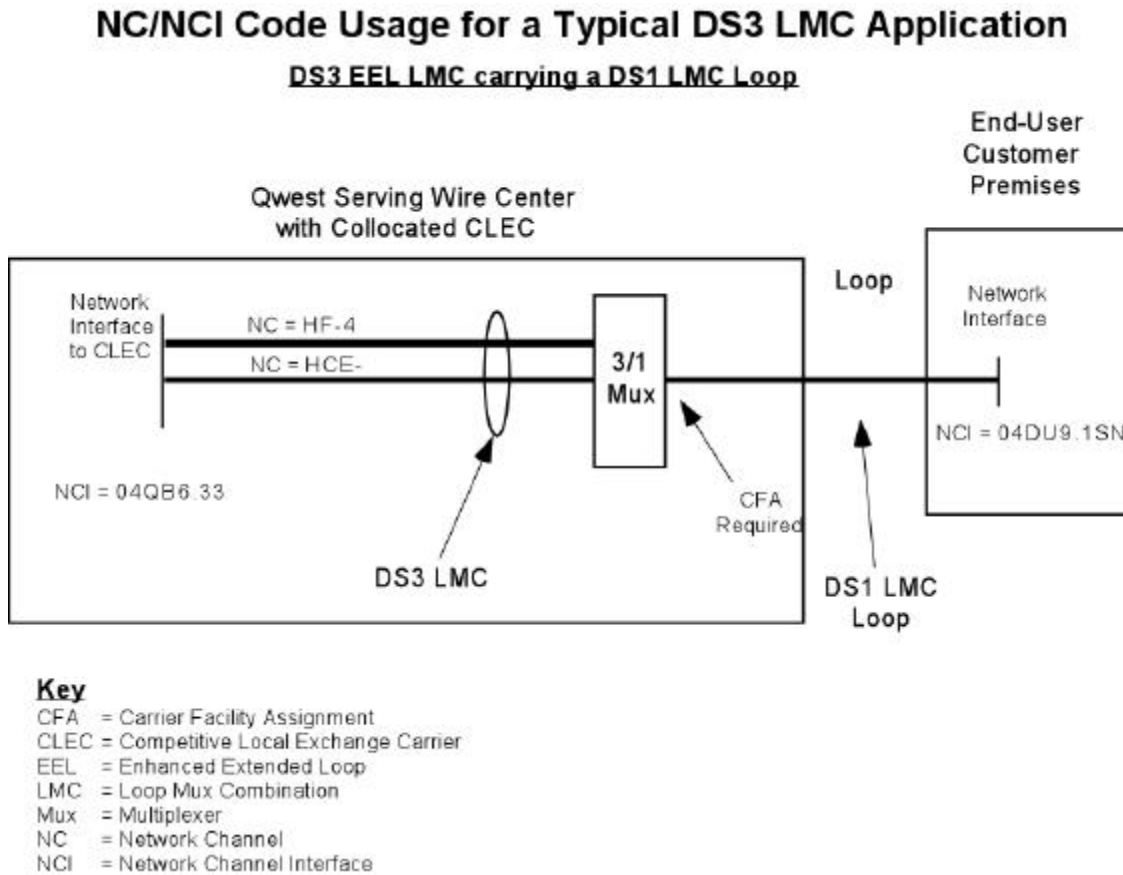 NC/NCI Code Usage for a Typical DS3 LMC Application
DS3 EEL LMC carrying a DS1 LMC Loop
End-User
Customer
Premises
Qwest Serving Wire Center
with Collocated CLEC
Loop
Network
Interface
to CLEC
NC = HF-4
NC = HCE-
3/1
Mux
Network
Interface
NCI = 04DU9.1SN
NCI = 04QB6.33
CFA
Required
DS3 LMC
DS1 LMC
Loop
Key
CFA = Carrier Facility Assignment
CLEC = Competitive Local Exchange Carrier
EEL = Enhanced Extended Loop
LMC = Loop Mux Combination
Mux = Multiplexer
NC = Network Channel
NCI = Network Channel Interface